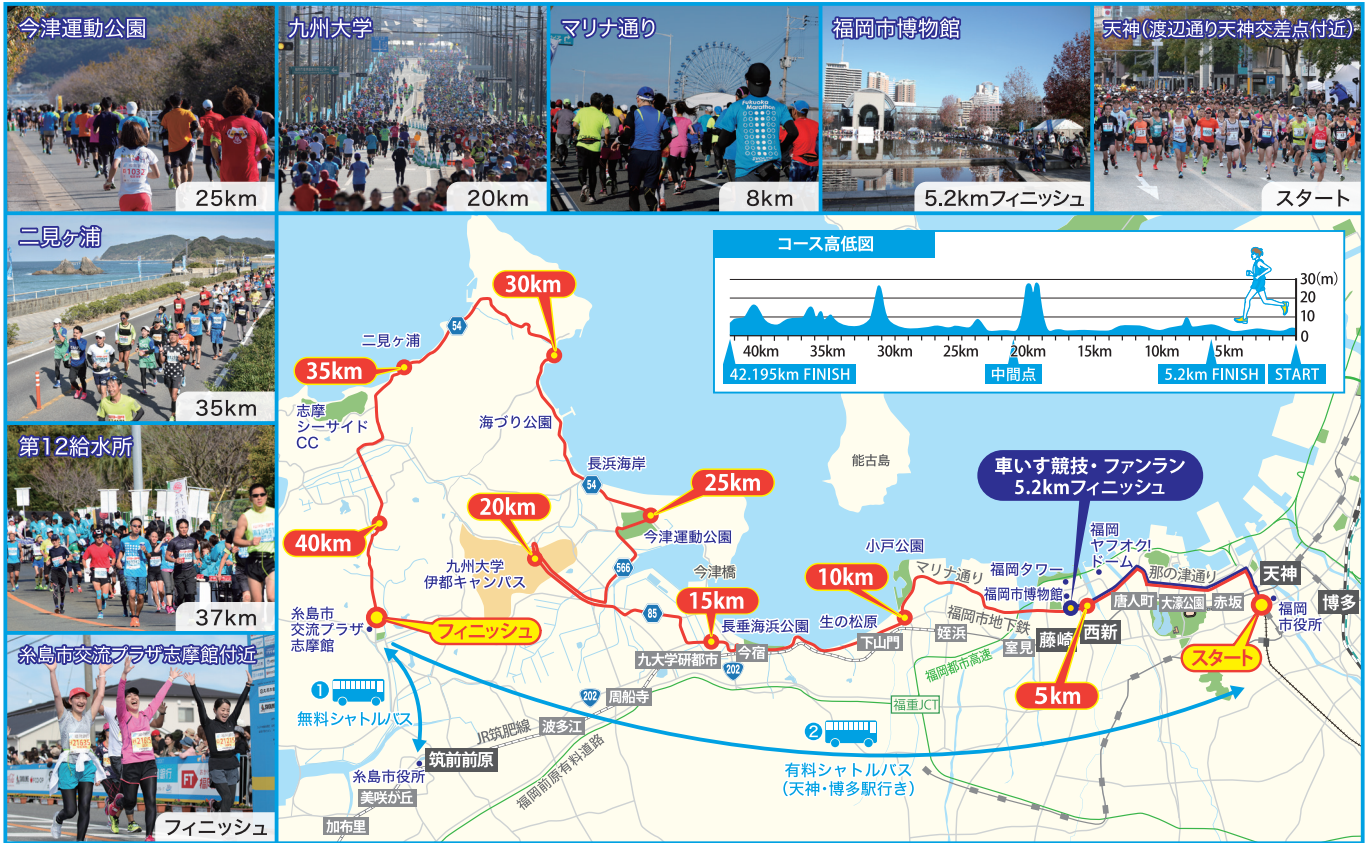 今津運動公園
25km
九州大学
20km
マリナ通り
8km
福岡市博物館
5.2kmフィニッシュ
天神(渡辺通り天神交差点付近)
スタート
二見ヶ浦
35km
第12給水所
37km
糸島市交流プラザ志摩館付近
フィニッシュ
コース高低図
30(m)
20
10
0
40km
35km
30km
25km
20km
15km
10km
5km
42.195km FINISH
中間点
5.2km FINISH
START
30km
54
二見ヶ浦
35km
志摩
シーサイド
CC
海づり公園
長浜海岸
54
25km
能古島
車いす競技・ファンラン
5.2kmフィニッシュ
20km
今津運動公園
40km
九州大学
伊都キャンパス
566
今津橋
小戸公園
10km
マリナ通り
福岡タワー
福岡
ヤフオク!
ドーム
福岡市博物館
那の津通り
天神
博多
唐人町
大濠公園
赤坂
福岡
市役所
糸島市
交流プラザ
志摩館
フィニッシュ
85
15km
長垂海浜公園
生の松原
下山門
姪浜
福岡市地下鉄
室見
藤崎
西新
スタート
九大学研都市
今宿
202
福岡都市高速
5km
1
無料シャトルバス
202
周船寺
福重JCT
JR筑肥線
波多江
2
有料シャトルバス
(天神・博多駅行き)
筑前前原
糸島市役所
福岡前原有料道路
美咲が丘
加布里